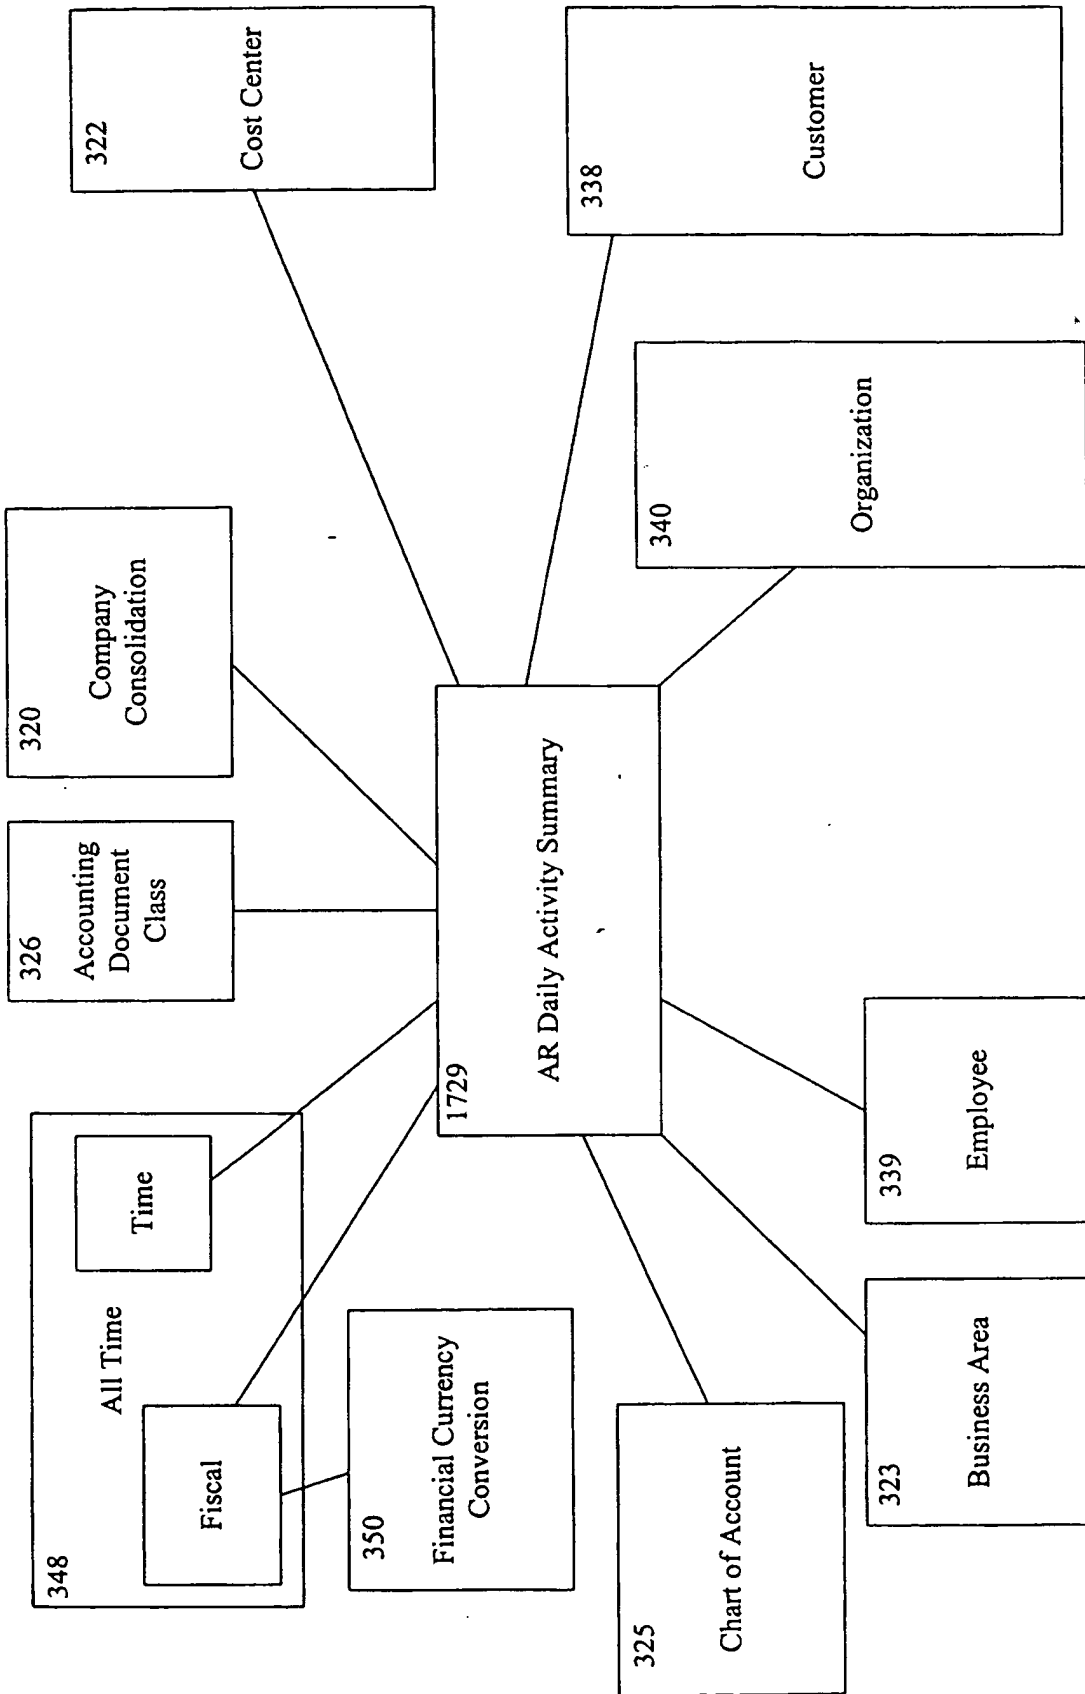 348
All Time
Fiscal
Time
326
Accounting
Document
Class
320
Company
Consolidation
322
Cost Center
350
Financial Currency
Conversion
1729
AR Daily Activity Summary
338
Customer
325
Chart of Account
340
Organization
323
Business Area
339
Employee